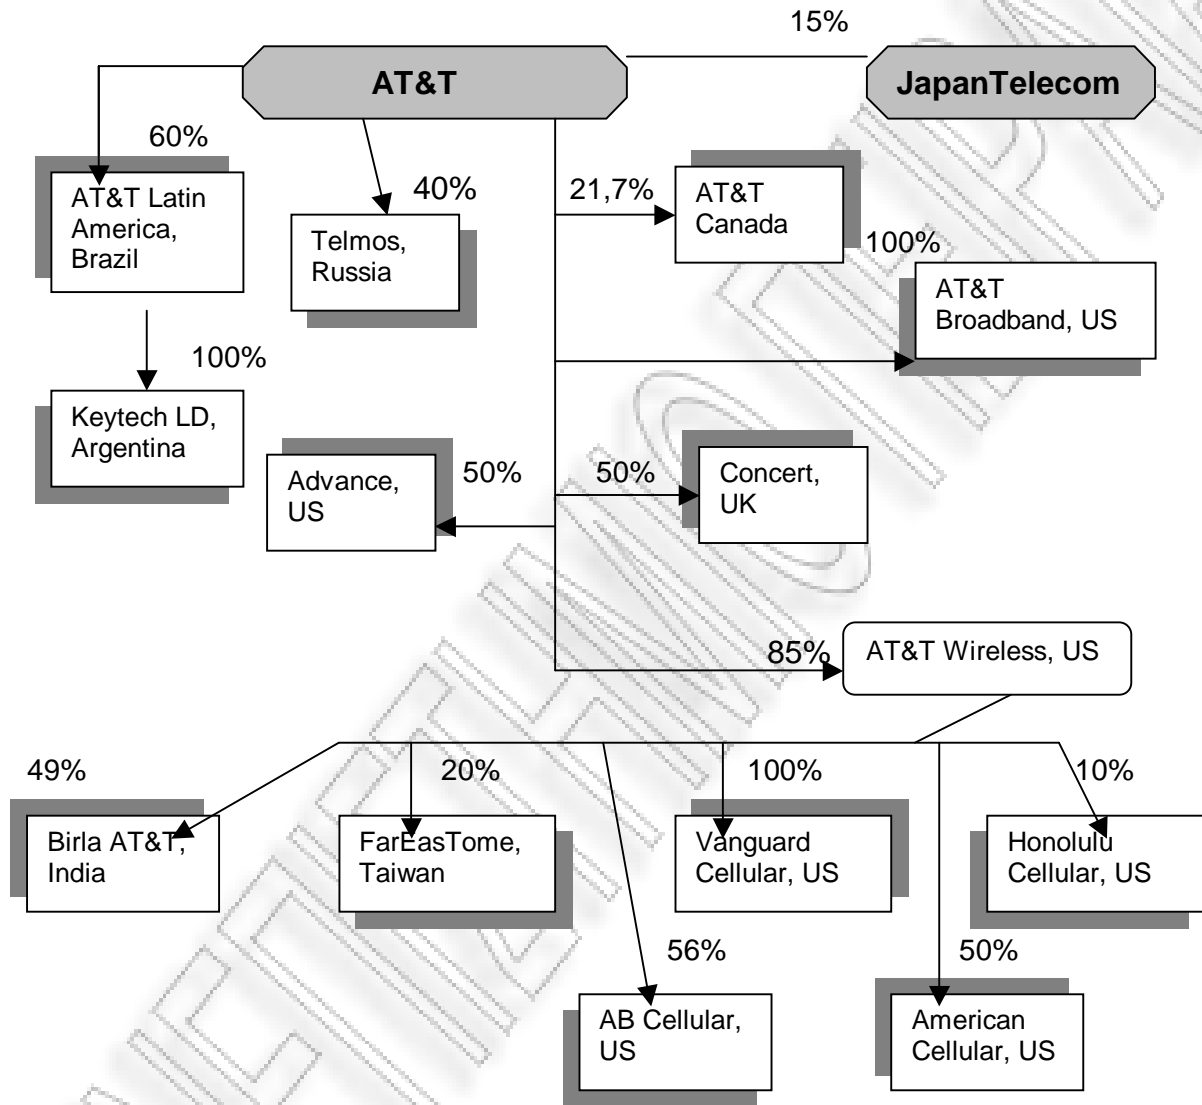 15%
AT&T
JapanTelecom
60%
AT&T Latin
America,
Brazil
40%
Telmos,
Russia
21,7%
AT&T
Canada
100%
AT&T
Broadband, US
100%
Keytech LD,
Argentina
Advance,
US
50%
50%
Concert,
UK
85%
AT&T Wireless, US
49%
Birla AT&T,
India
20%
FarEasTome,
Taiwan
100%
Vanguard
Cellular, US
10%
Honolulu
Cellular, US
56%
AB Cellular,
US
50%
American
Cellular, US